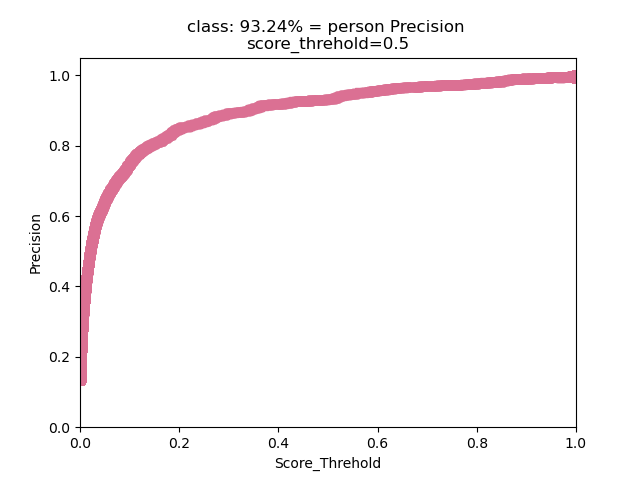 class: 93.24% = person Precision
score_threhold=0.5
1.0
0.8
0.6
0.4
0.2
0.0
Precision
0.0 0.2 0.4 0.6 0.8 1.0
Score_Threhold